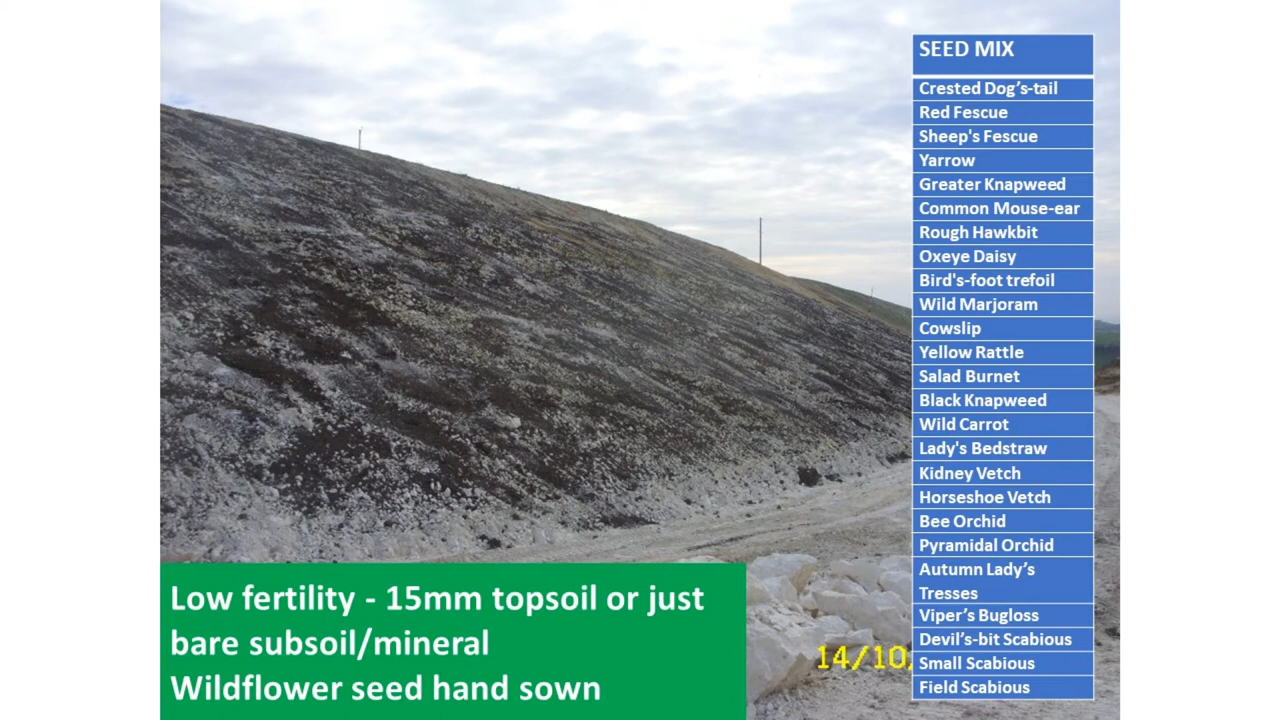 SEED MIX
Crested Dog’s-tail
Red Fescue
Sheep's Fescue
Yarrow
Greater Knapweed
Common Mouse-ear
Rough Hawkbit
Oxeye Daisy
Bird's-foot trefoil
Wild Marjoram
Cowslip
Yellow Rattle
Salad Burnet
Black Knapweed
Wild Carrot
Lady's Bedstraw
Kidney Vetch
Horseshoe Vetch
Bee Orchid
Pyramidal Orchid
Autumn Lady’s
Tresses
Viper’s Bugloss
Devil’s-bit Scabious
Small Scabious
Field Scabious
Low fertility - 15mm topsoil or just
bare subsoil/mineral
Wildflower seed hand sown
14/10